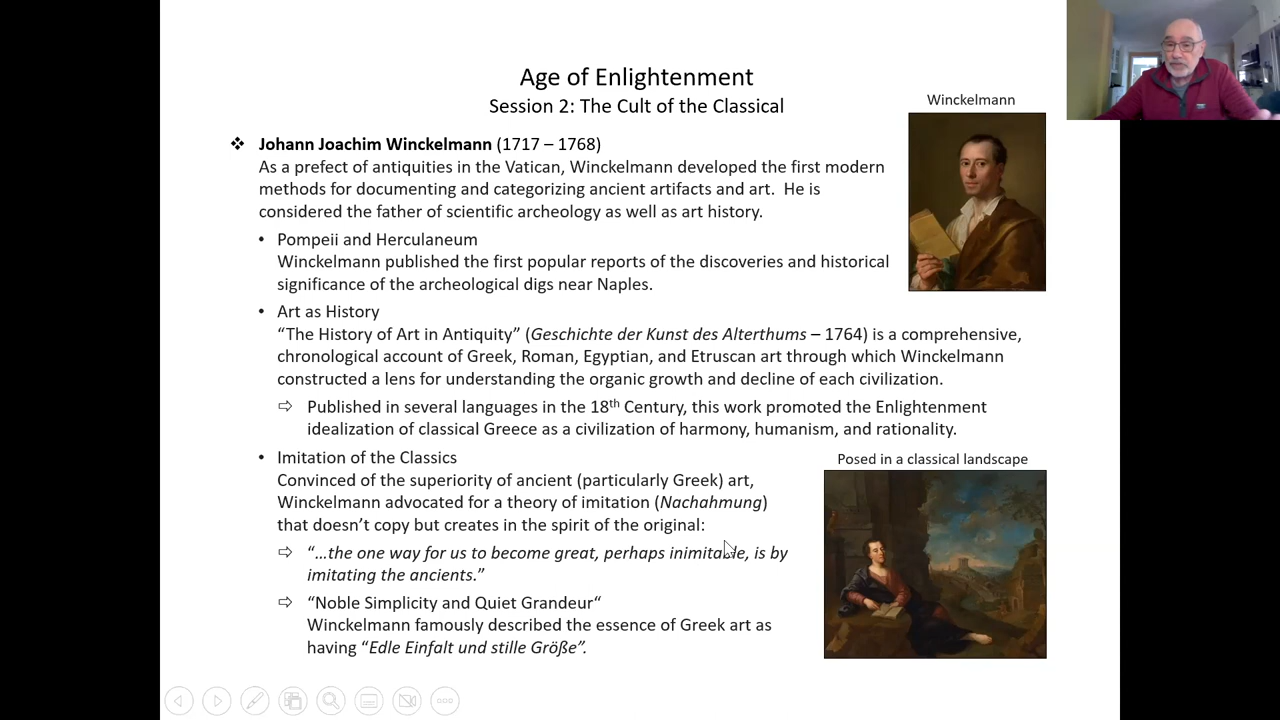 Age of Enlightenment
Session 2: The Cult of the Classical
Winckelmann
❖ Johann Joachim Winckelmann (1717 – 1768)
As a prefect of antiquities in the Vatican, Winckelmann developed the first modern
methods for documenting and categorizing ancient artifacts and art. He is
considered the father of scientific archeology as well as art history.
• Pompeii and Herculaneum
Winckelmann published the first popular reports of the discoveries and historical
significance of the archeological digs near Naples.
• Art as History
“The History of Art in Antiquity” (Geschichte der Kunst des Alterthums – 1764) is a comprehensive,
chronological account of Greek, Roman, Egyptian, and Etruscan art through which Winckelmann
constructed a lens for understanding the organic growth and decline of each civilization.
⇨ Published in several languages in the 18th Century, this work promoted the Enlightenment
idealization of classical Greece as a civilization of harmony, humanism, and rationality.
• Imitation of the Classics
Convinced of the superiority of ancient (particularly Greek) art,
Winckelmann advocated for a theory of imitation (Nachahmung)
that doesn’t copy but creates in the spirit of the original:
⇨ “…the one way for us to become great, perhaps inimitable, is by
imitating the ancients.”
⇨ “Noble Simplicity and Quiet Grandeur“
Winckelmann famously described the essence of Greek art as
having “Edle Einfalt und stille Größe”.
Posed in a classical landscape